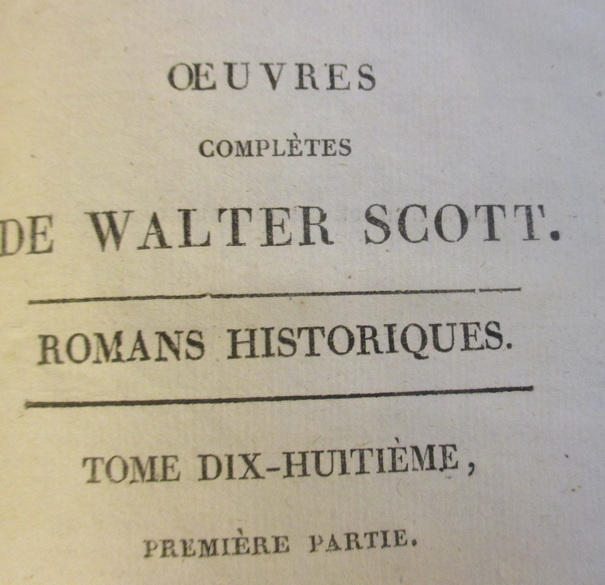 ŒUVRES
COMPLÈTES
DE WALTER SCOTT.
ROMANS HISTORIQUES.
TOME DIX-HUITIÈME,
PREMIÈRE PARTIE.